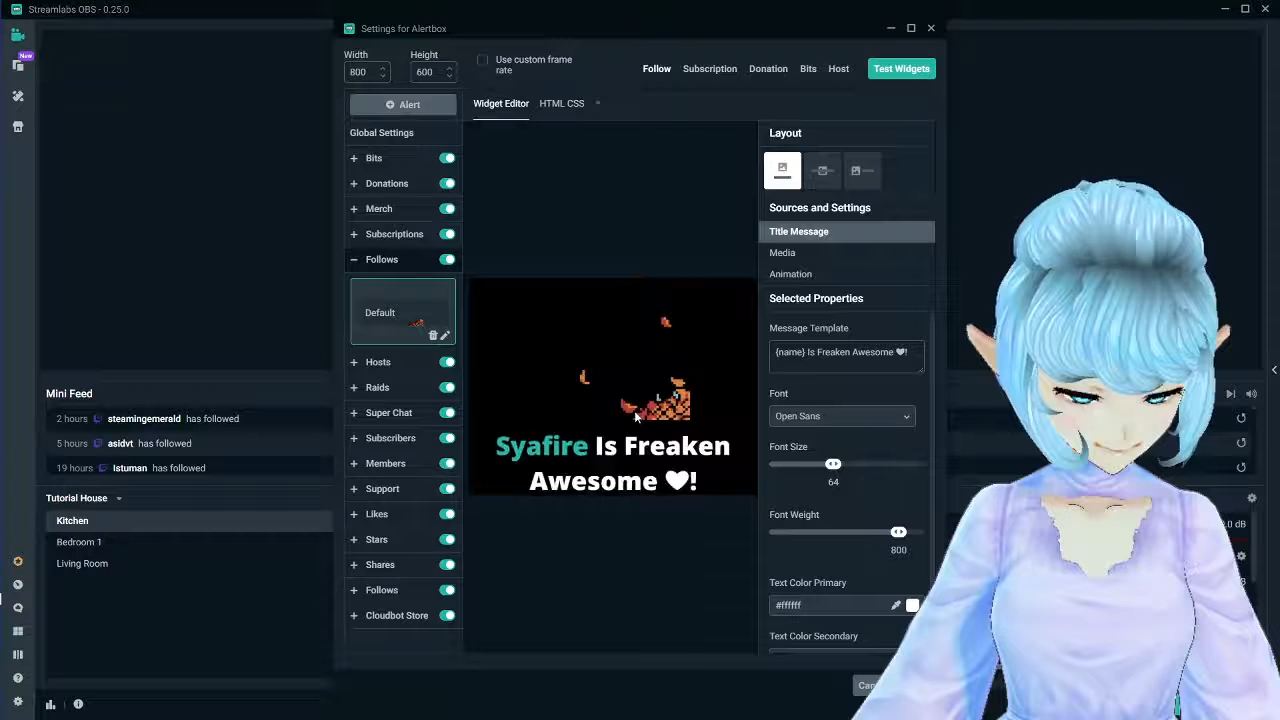 Streamlabs OBS - 0.25.0
Settings for Alertbox
New
Width
Height
800
600
Use custom frame
rate
Follow
Subscription
Donation
Bits
Host
Test Widgets
Alert
Widget Editor
HTML CSS
Global Settings
Bits
Donations
Merch
Subscriptions
Follows
Default
Hosts
Raids
Super Chat
Subscribers
Members
Support
Likes
Stars
Shares
Follows
Cloudbot Store
Syafire Is Freaken
Awesome 🤍!
Layout
Sources and Settings
Title Message
Media
Animation
Selected Properties
Message Template
{name} Is Freaken Awesome 🤍!
Font
Open Sans
Font Size
64
Font Weight
800
Text Color Primary
#ffffff
Text Color Secondary
Mini Feed
2 hours steamingemerald has followed
5 hours asidvt has followed
19 hours Istuman has followed
Tutorial House
Kitchen
Bedroom 1
Living Room
.0 dB